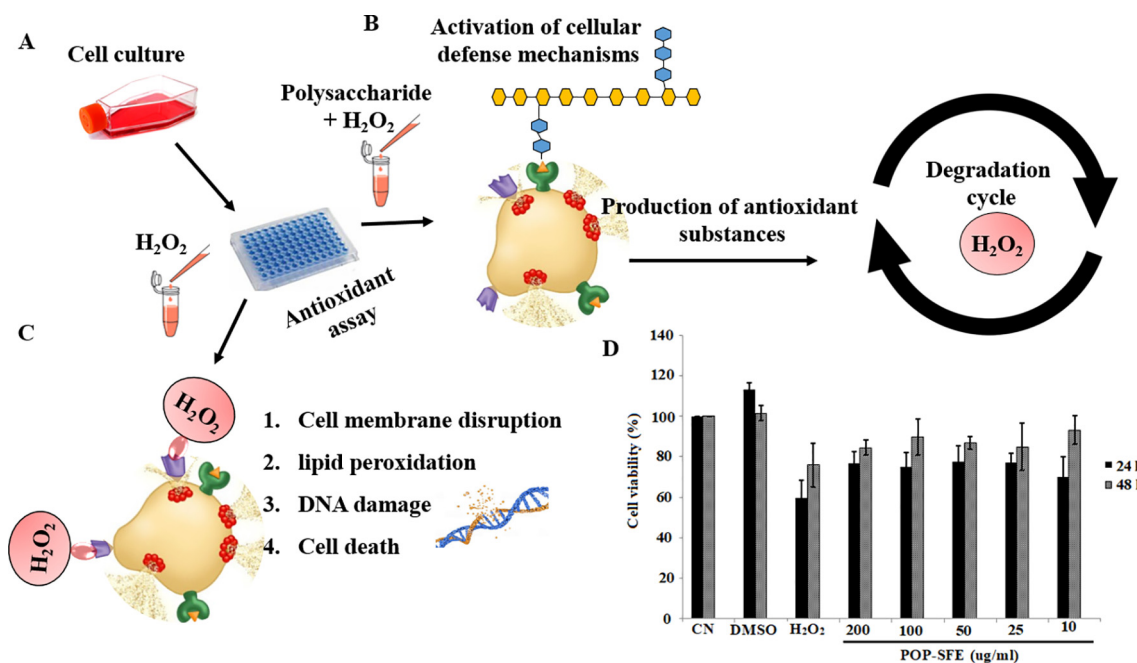 A
Cell culture
Polysaccharide
+ H₂O₂
H₂O₂
Antioxidant
assay
B
Activation of cellular
defense mechanisms
Production of antioxidant
substances
Degradation
cycle
H₂O₂
C
H₂O₂
H₂O₂
1. Cell membrane disruption
2. lipid peroxidation
3. DNA damage
4. Cell death
D
Cell viability (%)
140
120
100
80
60
40
20
0
CN DMSO H₂O₂ 200 100 50 25 10
POP-SFE (ug/ml)
24
48